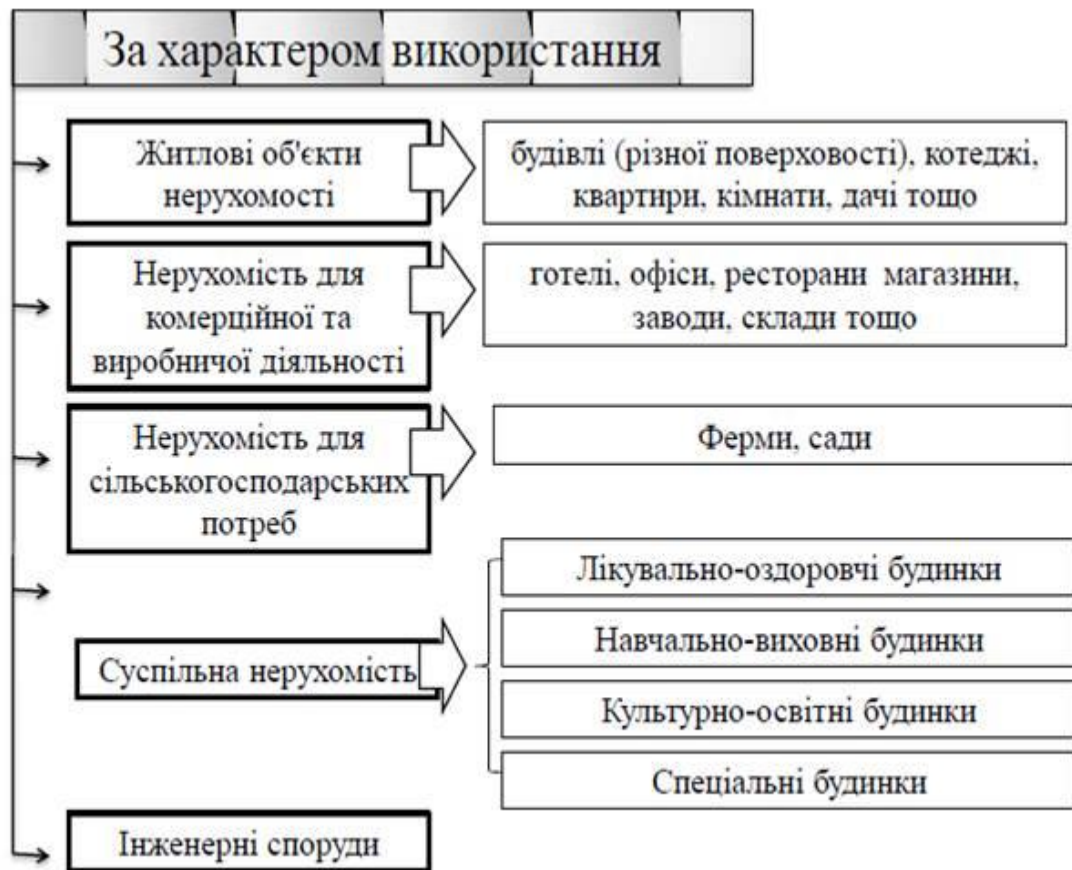 За характером використання
Житлові об'єкти
нерухомості
будівлі (різної поверховості), котеджі,
квартири, кімнати, дачі тощо
Нерухомість для
комерційної та
виробничої діяльності
готелі, офіси, ресторани магазини,
заводи, склади тощо
Нерухомість для
сільськогосподарських
потреб
Ферми, сади
Суспільна нерухомість
Лікувально-оздоровчі будинки
Навчально-виховні будинки
Культурно-освітні будинки
Спеціальні будинки
Інженерні споруди